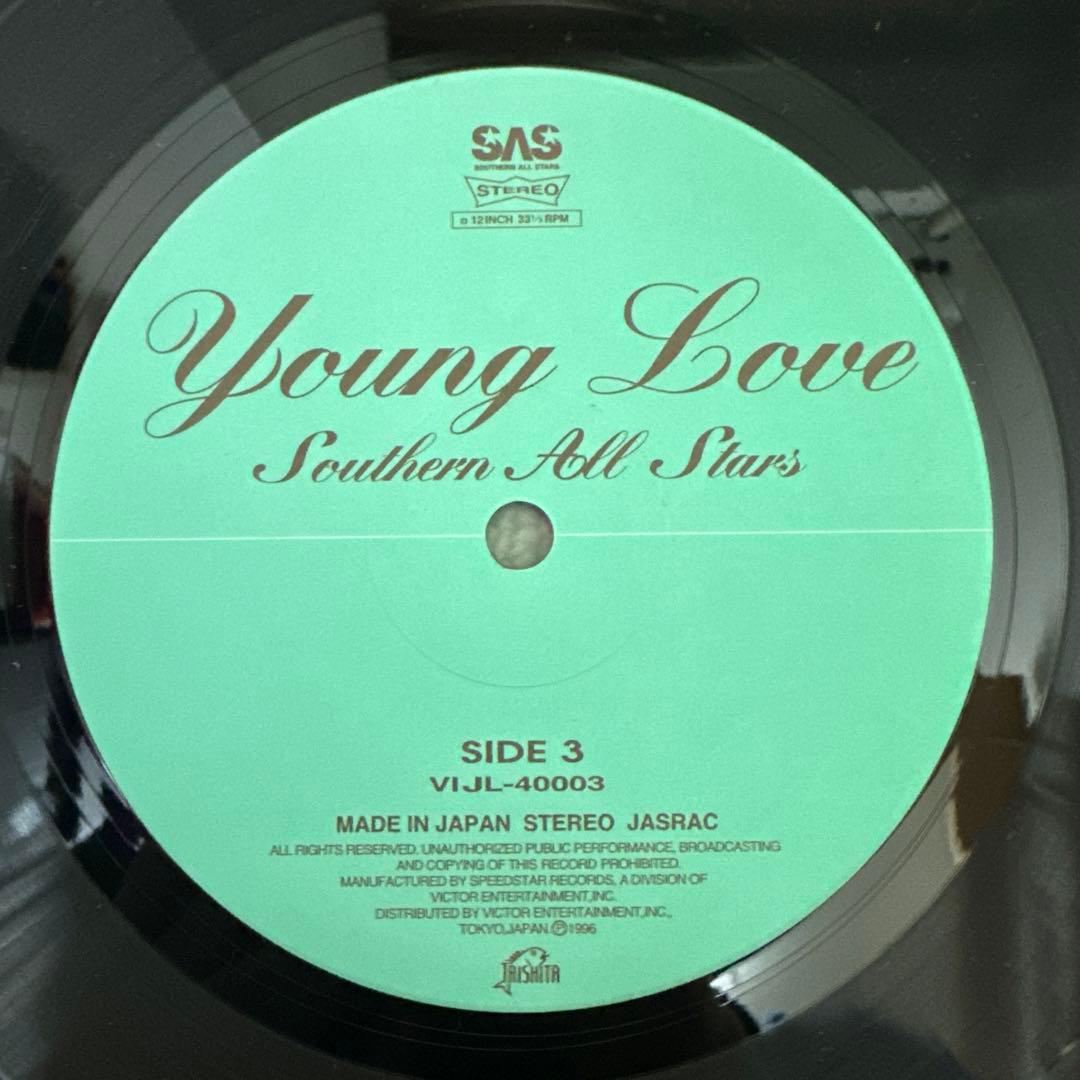 SAS
SOUTHERN ALL STARS
STEREO
12 INCH 33⅓ RPM
Young Love
Southern All Stars
SIDE 3
VIJL-40003
MADE IN JAPAN STEREO JASRAC
ALL RIGHTS RESERVED. UNAUTHORIZED PUBLIC PERFORMANCE, BROADCASTING
AND COPYING OF THIS RECORD PROHIBITED.
MANUFACTURED BY SPEEDSTAR RECORDS, A DIVISION OF
VICTOR ENTERTAINMENT, INC.
DISTRIBUTED BY VICTOR ENTERTAINMENT, INC.,
TOKYO, JAPAN. Ⓟ1996
TAISHITA